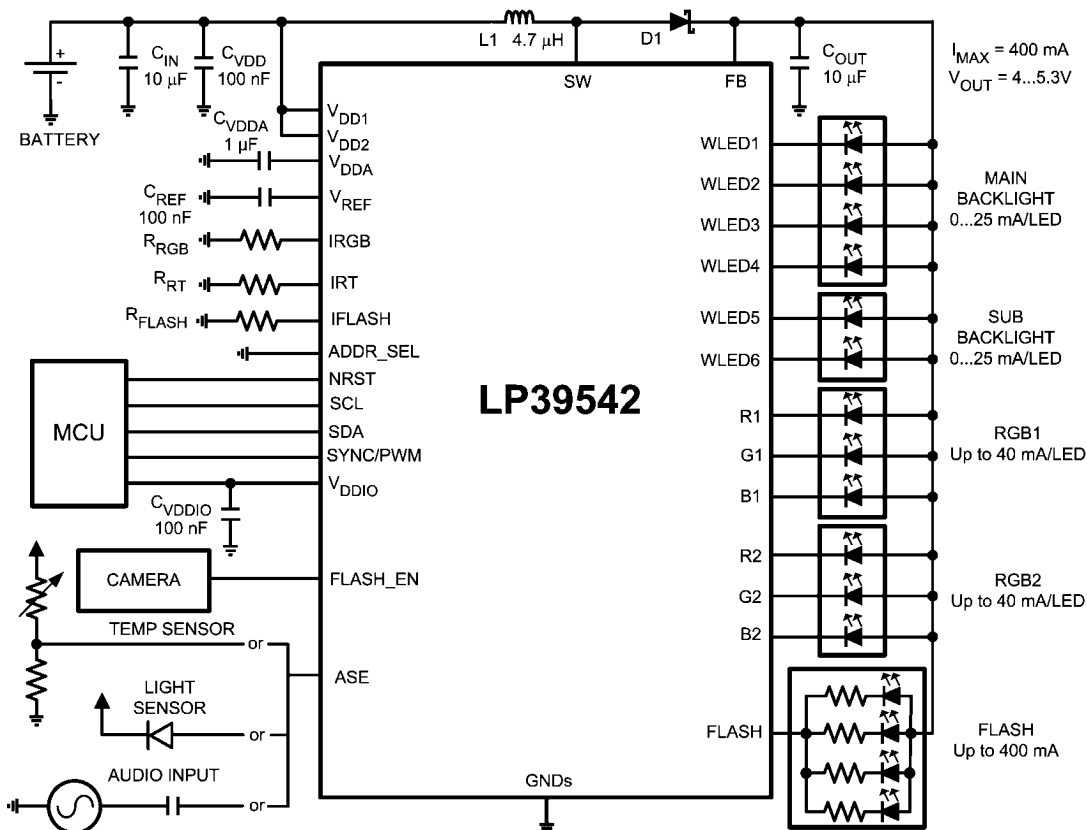 L1 4.7 μH
D1
+
-
BATTERY
C_IN
10 μF
C_VDD
100 nF
SW
FB
C_OUT
10 μF
I_MAX = 400 mA
V_OUT = 4...5.3V
C_VDDA
1 μF
V_DD1
V_DD2
V_DDA
C_REF
100 nF
V_REF
R_RGB
IRGB
R_RT
IRT
R_FLASH
IFLASH
ADDR_SEL
MCU
NRST
SCL
SDA
SYNC/PWM
V_DDIO
C_VDDIO
100 nF
CAMERA
FLASH_EN
TEMP SENSOR
or
ASE
LIGHT
SENSOR
or
AUDIO INPUT
or
LP39542
GNDs
WLED1
WLED2
WLED3
WLED4
MAIN
BACKLIGHT
0...25 mA/LED
WLED5
WLED6
SUB
BACKLIGHT
0...25 mA/LED
R1
G1
B1
RGB1
Up to 40 mA/LED
R2
G2
B2
RGB2
Up to 40 mA/LED
FLASH
FLASH
Up to 400 mA